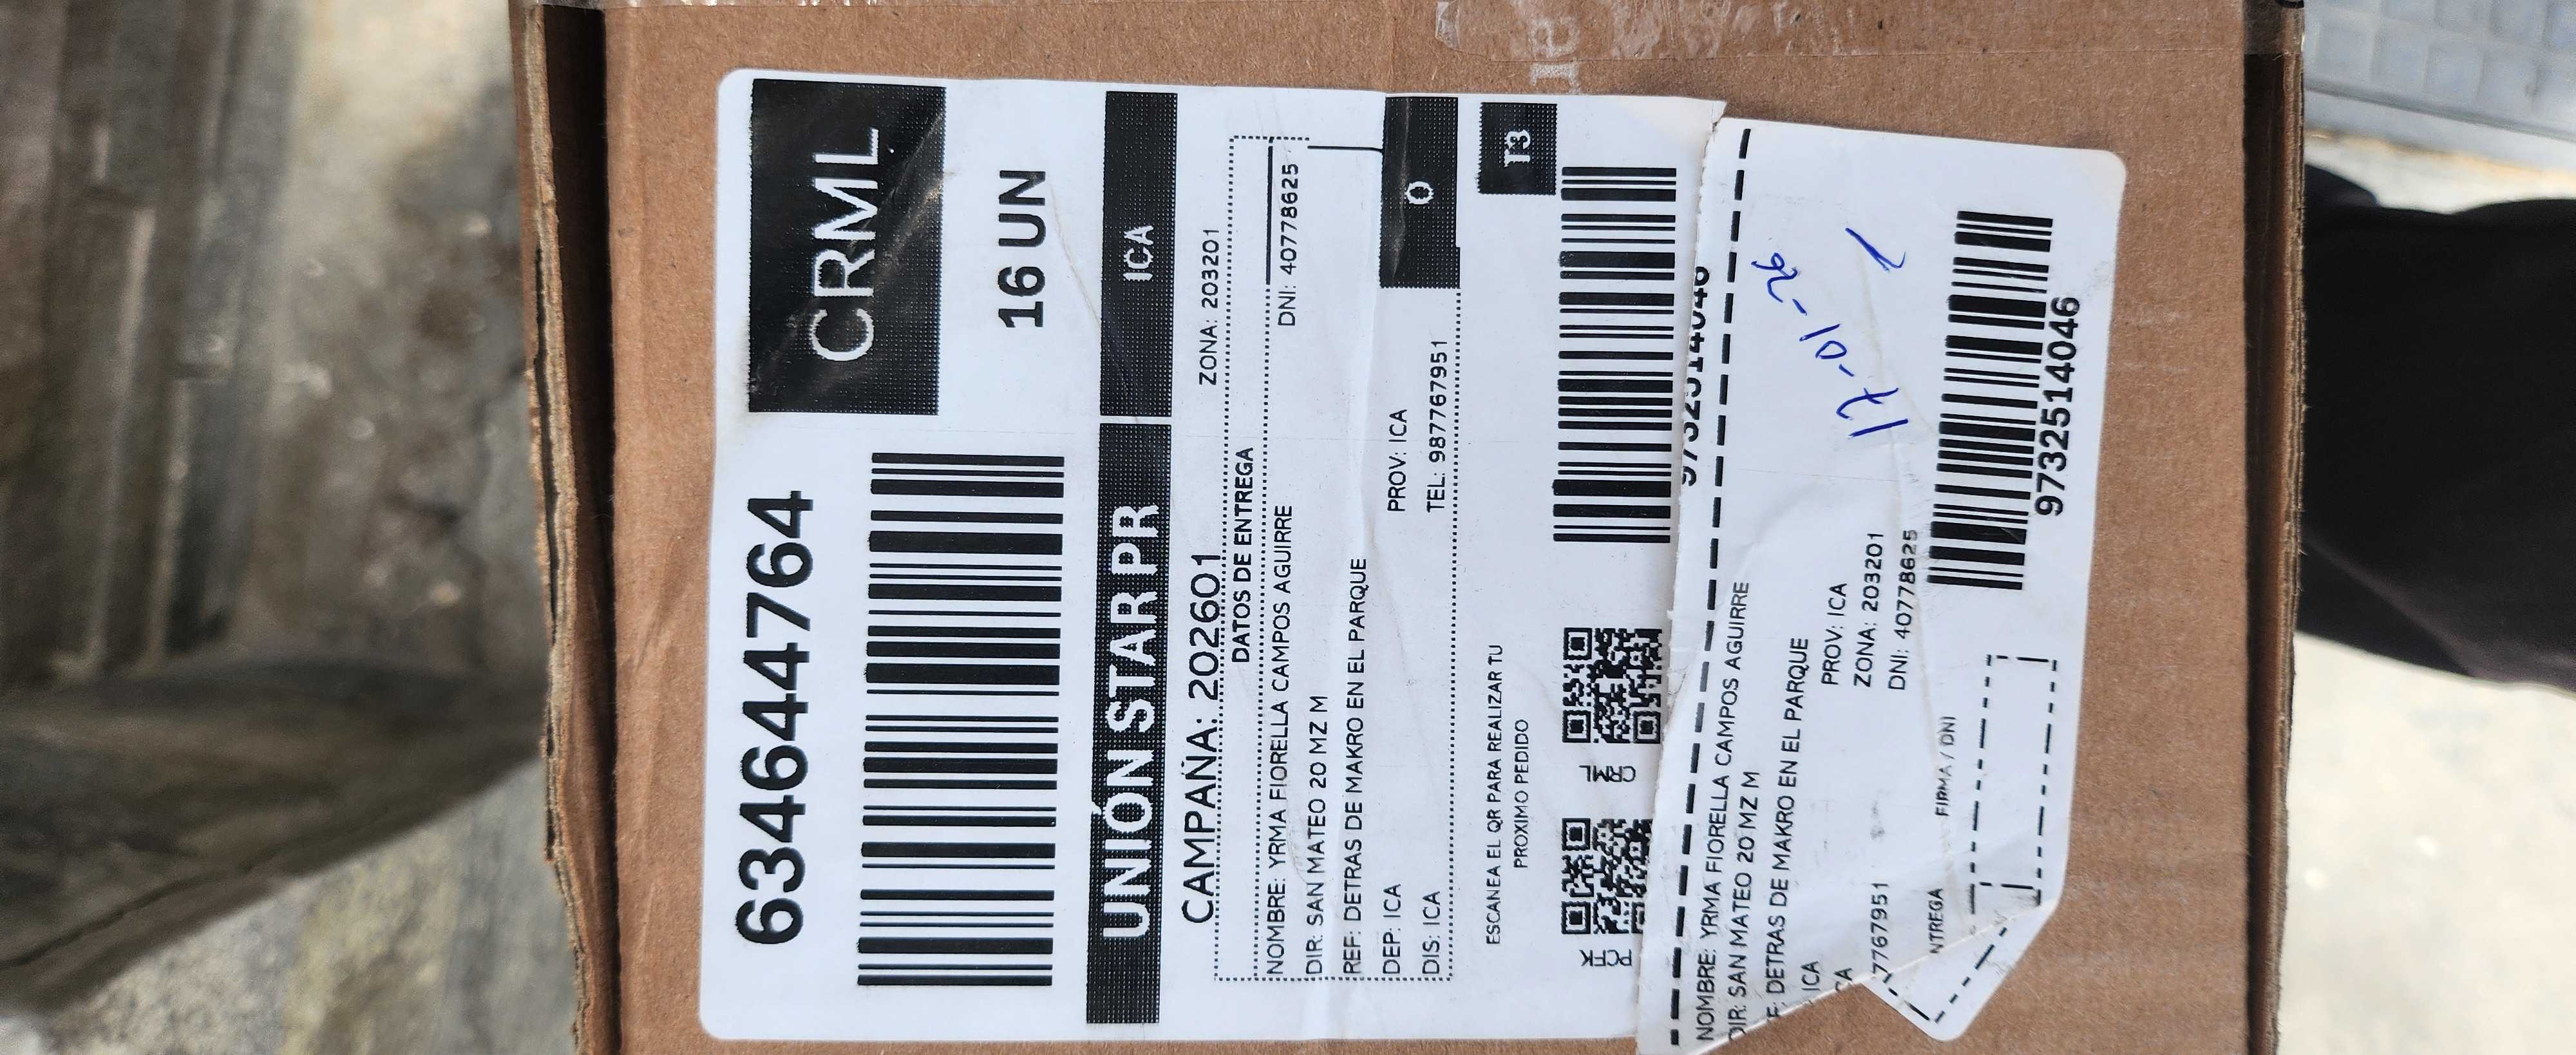 6346444764
CRML
16 UN
UNIÓN STAR PR
ICA
CAMPAÑA: 202601
ZONA: 203201
DATOS DE ENTREGA
NOMBRE: YRMA FIORELLA CAMPOS AGUIRRE
DNI: 40778625
DIR: SAN MATEO 20 MZ M
REF: DETRAS DE MAKRO EN EL PARQUE
DEP: ICA
PROV: ICA
O
DIS: ICA
TEL: 987767951
ESCANEA EL QR PARA REALIZAR TU
PROXIMO PEDIDO
T3
CRML
9732514046
NOMBRE: YRMA FIORELLA CAMPOS AGUIRRE
DIR: SAN MATEO 20 MZ M
F: DETRAS DE MAKRO EN EL PARQUE
ICA
PROV: ICA
CA
ZONA: 203201
7767951
DNI: 40778625
17-01-26
NTREGA
FIRMA / DNI
9732514046